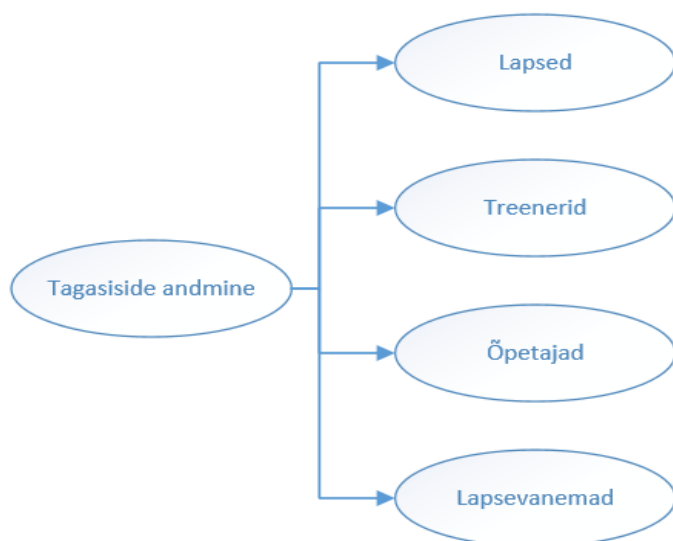 Lapsed
Treenerid
Tagasiside andmine
Õpetajad
Lapsevanemad